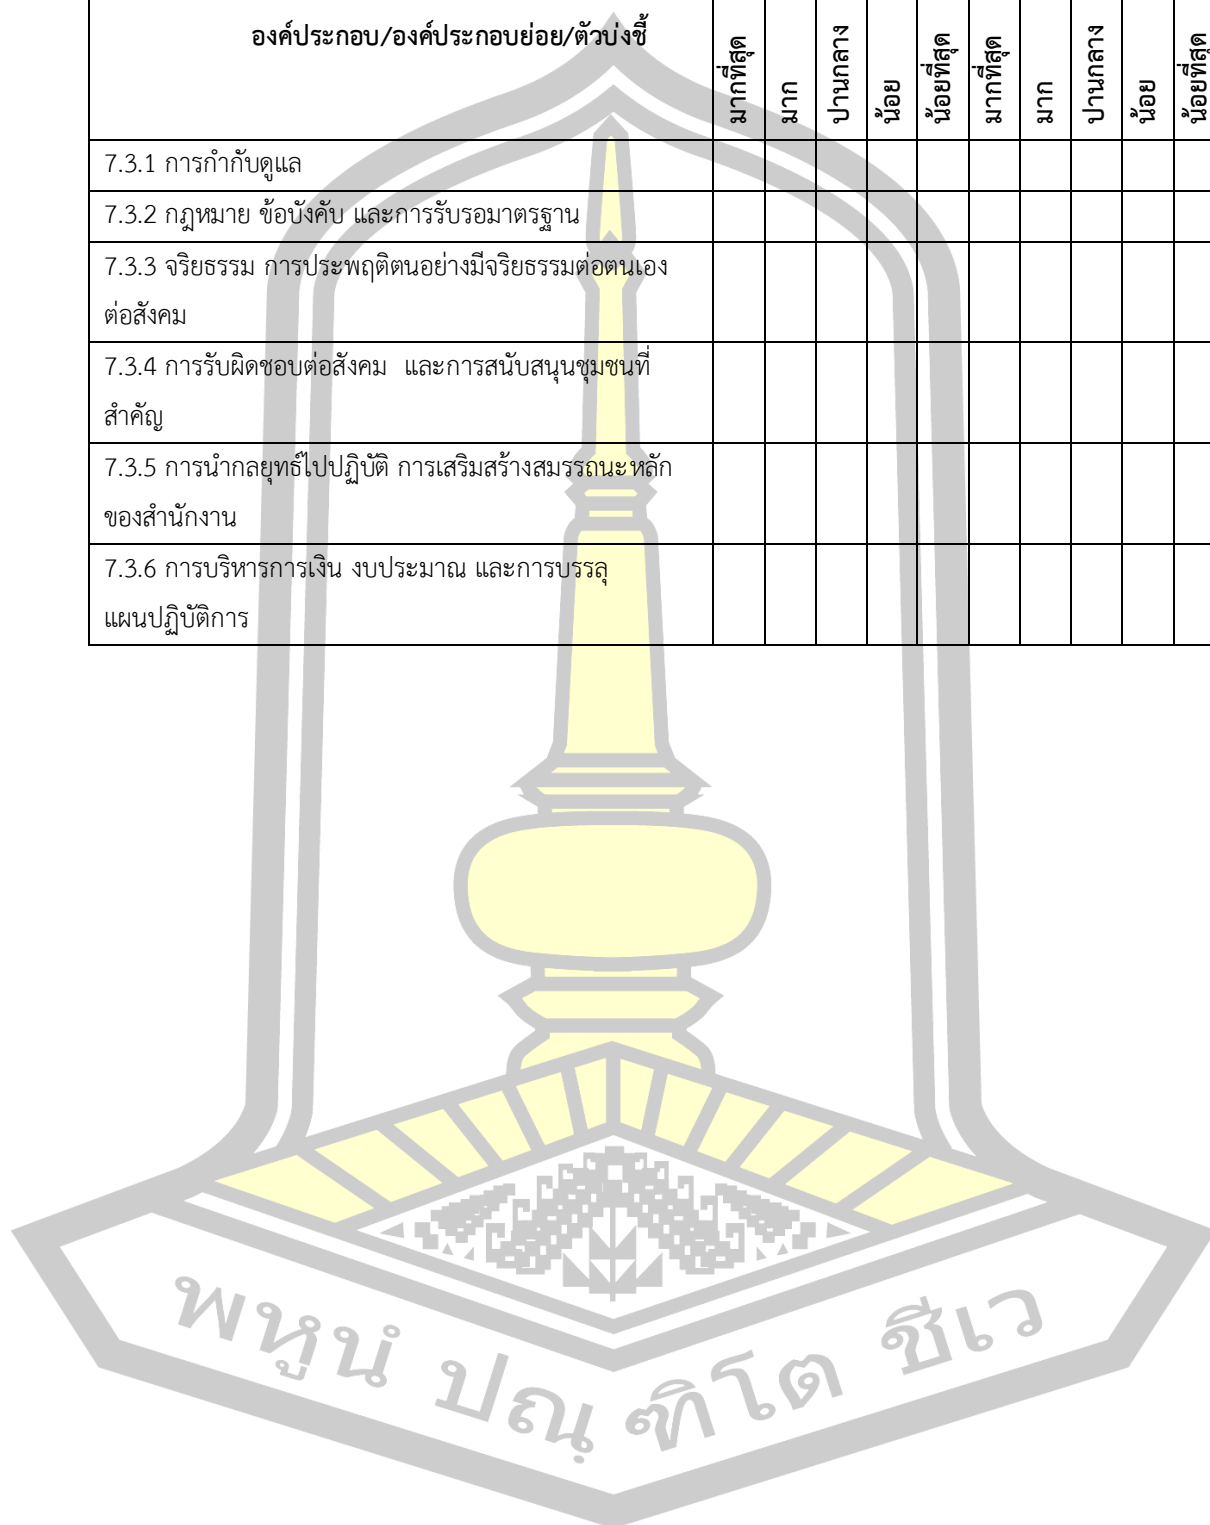 องค์ประกอบ/องค์ประกอบย่อย/ตัวบ่งชี้
มากที่สุด
มาก
ปานกลาง
น้อย
น้อยที่สุด
มากที่สุด
มาก
ปานกลาง
น้อย
น้อยที่สุด
7.3.1 การกำกับดูแล
7.3.2 กฎหมาย ข้อบังคับ และการรับรอมาตรฐาน
7.3.3 จริยธรรม การประพฤติตนอย่างมีจริยธรรมต่อตนเอง
ต่อสังคม
7.3.4 การรับผิดชอบต่อสังคม และการสนับสนุนชุมชนที่
สำคัญ
7.3.5 การนำกลยุทธ์ไปปฏิบัติ การเสริมสร้างสมรรถนะหลัก
ของสำนักงาน
7.3.6 การบริหารการเงิน งบประมาณ และการบรรลุ
แผนปฏิบัติการ
พหูนํ ปณฺฑิโต ชีเว